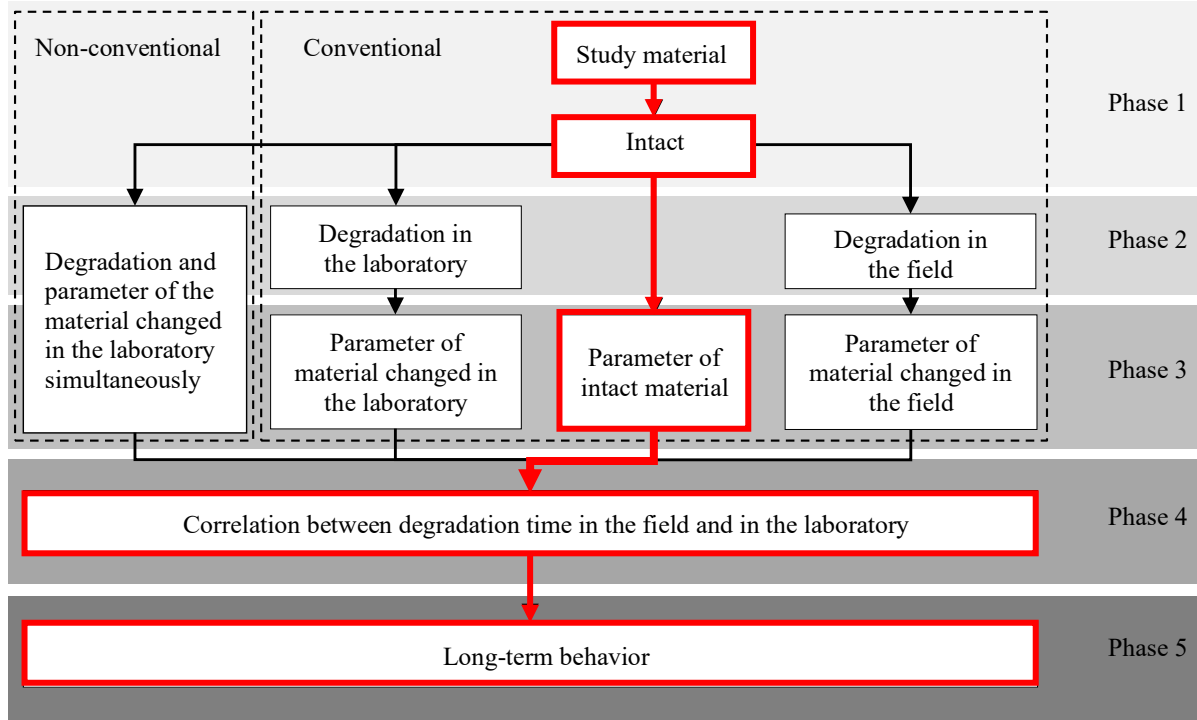 Non-conventional
Conventional
Study material
Phase 1
Intact
Degradation and
parameter of the
material changed
in the laboratory
simultaneously
Degradation in
the laboratory
Degradation in
the field
Phase 2
Parameter of
material changed in
the laboratory
Parameter of
intact material
Parameter of
material changed in
the field
Phase 3
Correlation between degradation time in the field and in the laboratory
Phase 4
Long-term behavior
Phase 5